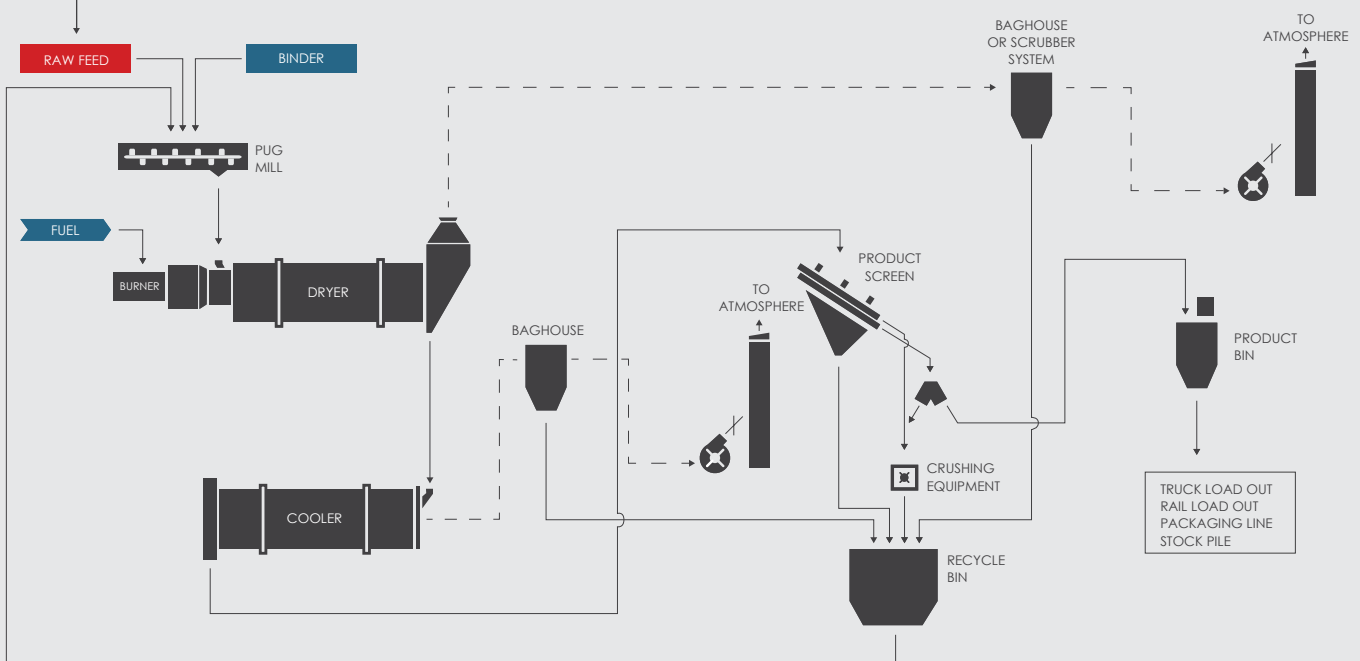 BAGHOUSE
OR SCRUBBER
SYSTEM
TO
ATMOSPHERE
RAW FEED
BINDER
PUG
MILL
FUEL
BURNER
DRYER
PRODUCT
SCREEN
TO
ATMOSPHERE
BAGHOUSE
PRODUCT
BIN
CRUSHING
EQUIPMENT
COOLER
TRUCK LOAD OUT
RAIL LOAD OUT
PACKAGING LINE
STOCK PILE
RECYCLE
BIN